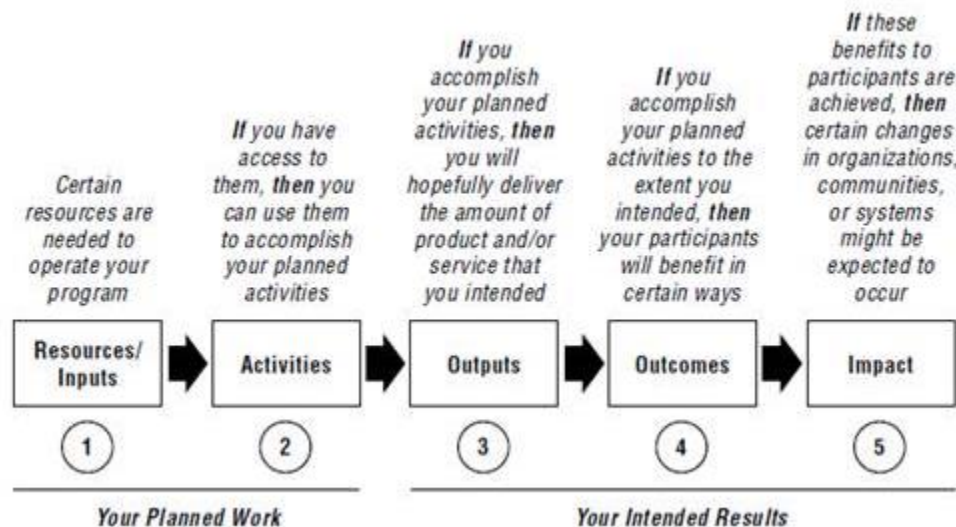 Certain
resources are
needed to
operate your
program
If you have
access to
them, then you
can use them
to accomplish
your planned
activities
If you
accomplish
your planned
activities, then
you will
hopefully deliver
the amount of
product and/or
service that
you intended
If you
accomplish
your planned
activities to the
extent you
intended, then
your participants
will benefit in
certain ways
If these
benefits to
participants are
achieved, then
certain changes
in organizations,
communities,
or systems
might be
expected to
occur
Resources/
Inputs
Activities
Outputs
Outcomes
Impact
1
2
3
4
5
Your Planned Work
Your Intended Results